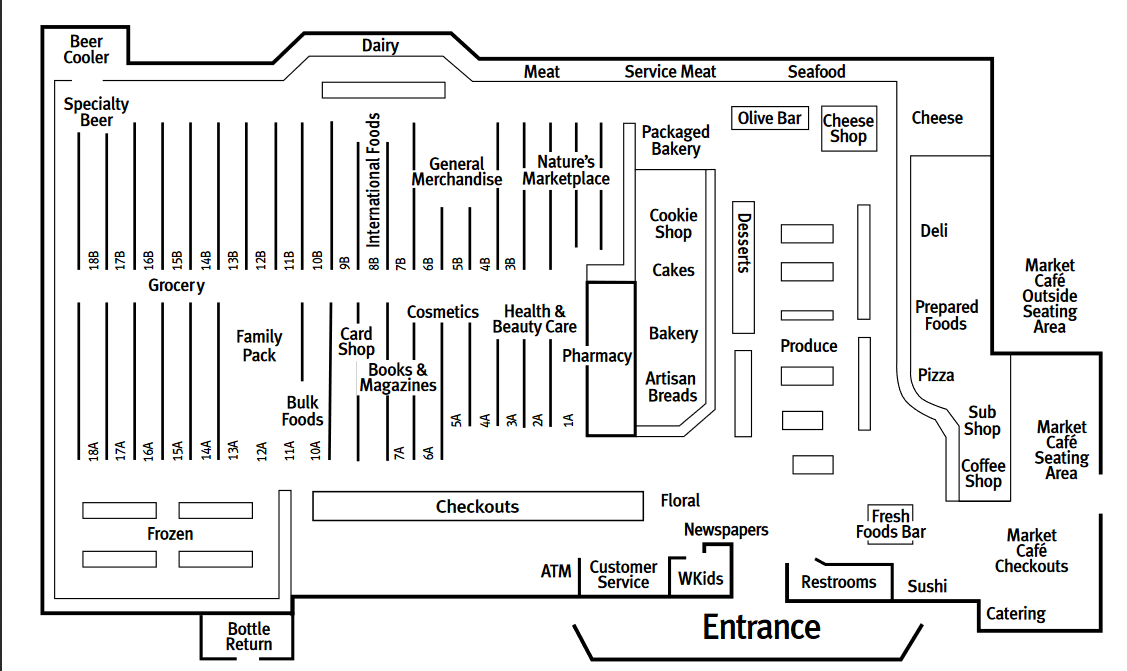 Beer
Cooler
Dairy
Meat
Service Meat
Seafood
Specialty
Beer
Olive Bar
Cheese
Shop
Cheese
Packaged
Bakery
International Foods
General
Merchandise
Nature's
Marketplace
Cookie
Shop
Desserts
Deli
18B
17B
16B
15B
14B
13B
12B
11B
10B
9B
8B
7B
6B
5B
4B
3B
Cakes
Grocery
Market
Café
Outside
Seating
Area
Cosmetics
Health &
Beauty Care
Prepared
Foods
Family
Pack
Card
Shop
Bakery
Produce
Pharmacy
Books &
Magazines
Pizza
Artisan
Breads
Bulk
Foods
Sub
Shop
18A
17A
16A
15A
14A
13A
12A
11A
10A
7A
6A
5A
4A
3A
2A
1A
Market
Café
Seating
Area
Coffee
Shop
Checkouts
Floral
Frozen
Newspapers
Fresh
Foods Bar
Market
Café
Checkouts
ATM
Customer
Service
WKids
Restrooms
Sushi
Catering
Bottle
Return
Entrance